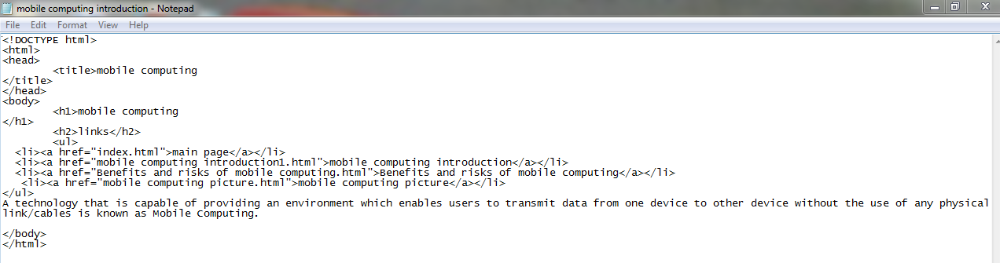 mobile computing introduction - Notepad
File Edit Format View Help
<!DOCTYPE html>
<html>
<head>
        <title>mobile computing
</title>
</head>
<body>
        <h1>mobile computing
</h1>
        <h2>links</h2>
        <ul>
  <li><a href="index.html">main page</a></li>
  <li><a href="mobile computing introduction1.html">mobile computing introduction</a></li>
  <li><a href="Benefits and risks of mobile computing.html">Benefits and risks of mobile computing</a></li>
   <li><a href="mobile computing picture.html">mobile computing picture</a></li>
</ul>
A technology that is capable of providing an environment which enables users to transmit data from one device to other device without the use of any physical
link/cables is known as Mobile Computing.

</body>
</html>